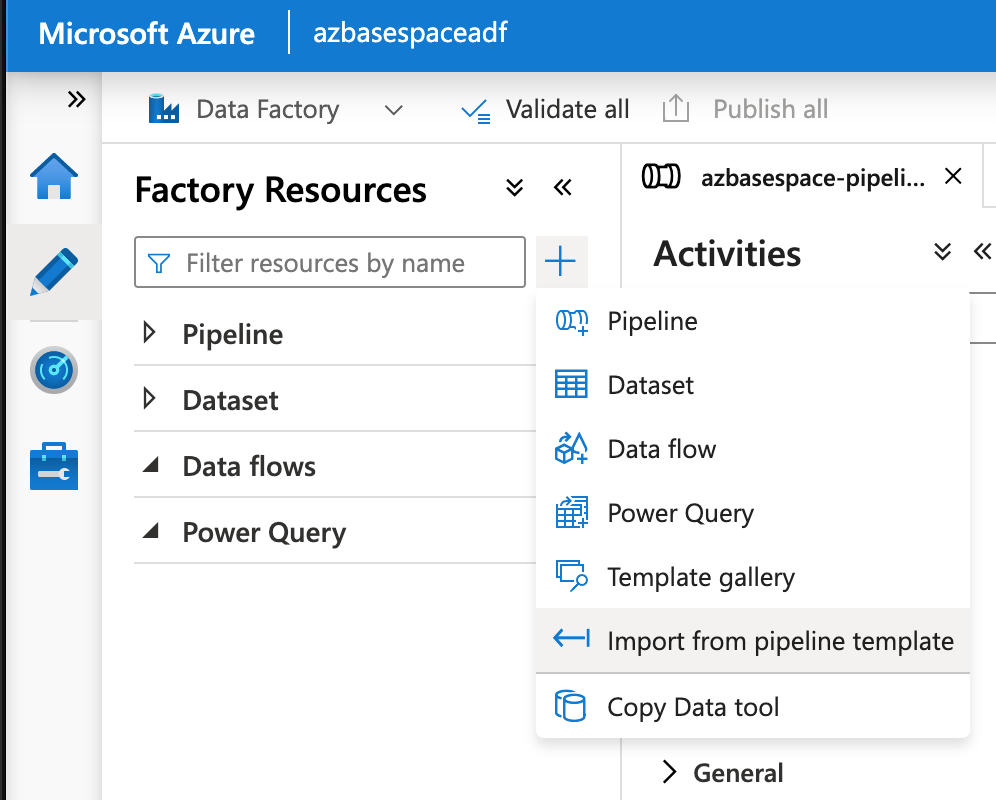 Microsoft Azure
azbasespaceadf
Data Factory
Validate all
Publish all
Factory Resources
azbasespace-pipeli...
Filter resources by name
Activities
Pipeline
Dataset
Data flows
Power Query
Pipeline
Dataset
Data flow
Power Query
Template gallery
Import from pipeline template
Copy Data tool
General